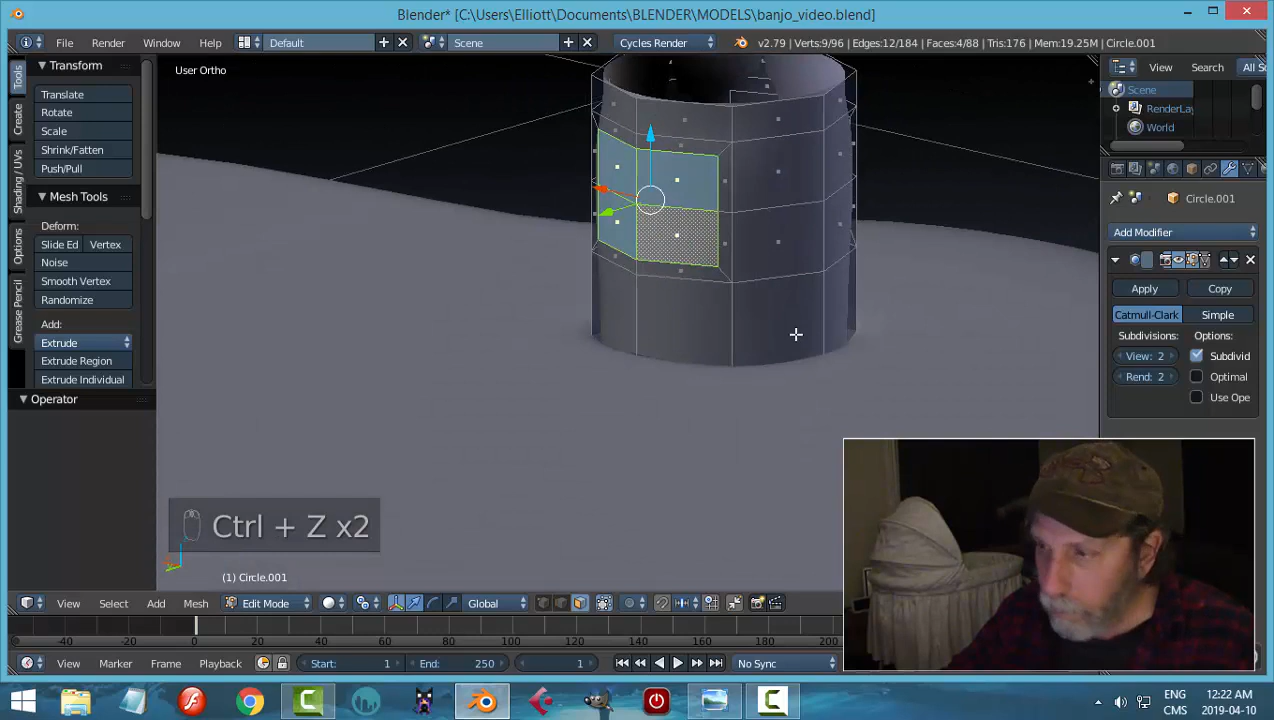 Blender* [C:\Users\Elliott\Documents\BLENDER\MODELS\banjo_video.blend]
File Render Window Help Default Scene Cycles Render v2.79 | Verts:9/96 | Edges:12/184 | Faces:4/88 | Tris:176 | Mem:19.25M | Circle.001
Tools
Create
Shading / UVs
Options
Grease Pencil
Transform
Translate
Rotate
Scale
Shrink/Fatten
Push/Pull
Mesh Tools
Deform:
Slide Ed Vertex
Noise
Smooth Vertex
Randomize
Add:
Extrude
Extrude Region
Extrude Individual
Operator
User Ortho
Ctrl + Z x2
(1) Circle.001
View Search All S
Scene
RenderLay
World
Circle.001
Add Modifier
Apply Copy
Catmull-Clark Simple
Subdivisions: Options:
View: 2 Subdivid
Rend: 2 Optimal
Use Ope
View Select Add Mesh Edit Mode Global
-40 -20 0 20 40 60 80 100 120 140 160 180 200
View Marker Frame Playback Start: 1 End: 250 1 No Sync
ENG 12:22 AM
CMS 2019-04-10